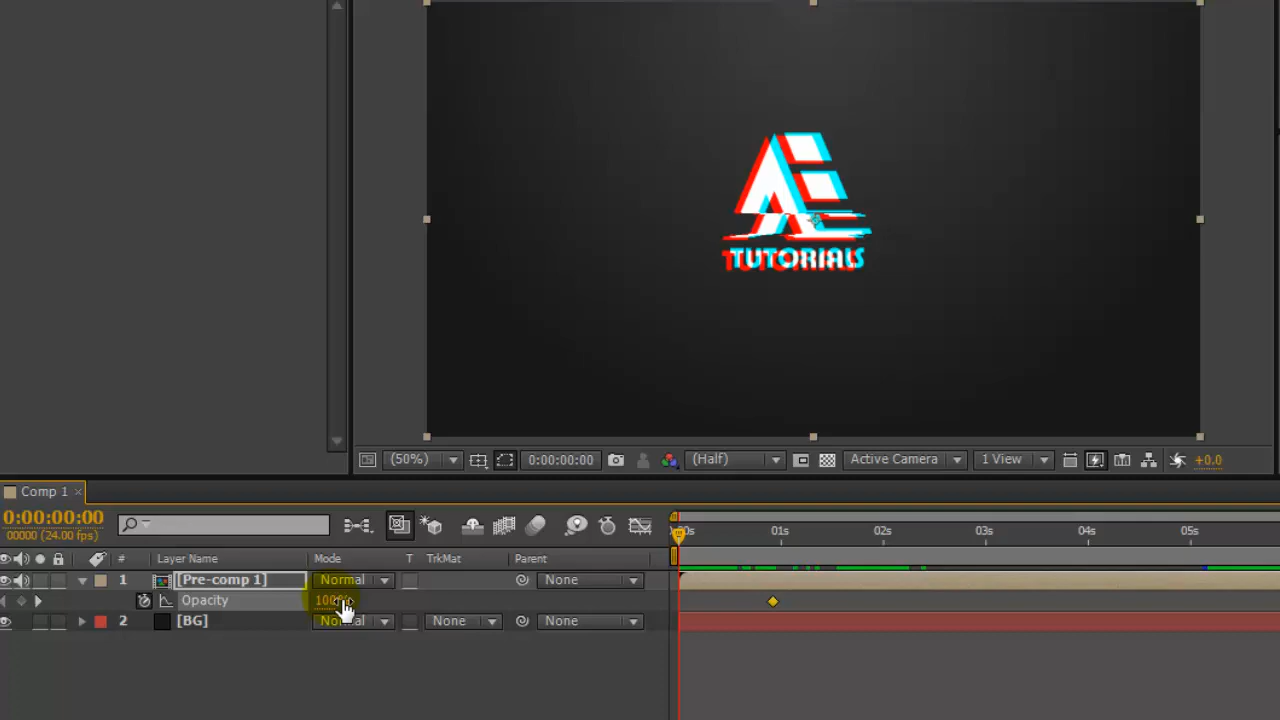 TUTORIALS
(50%) 0:00:00:00 (Half) Active Camera 1 View +0.0
Comp 1 ×
0:00:00:00
00000 (24.00 fps)
01s 02s 03s 04s 05s
# Layer Name Mode T TrkMat Parent
1 [Pre-comp 1] Normal None
Opacity 100%
2 [BG] Normal None None